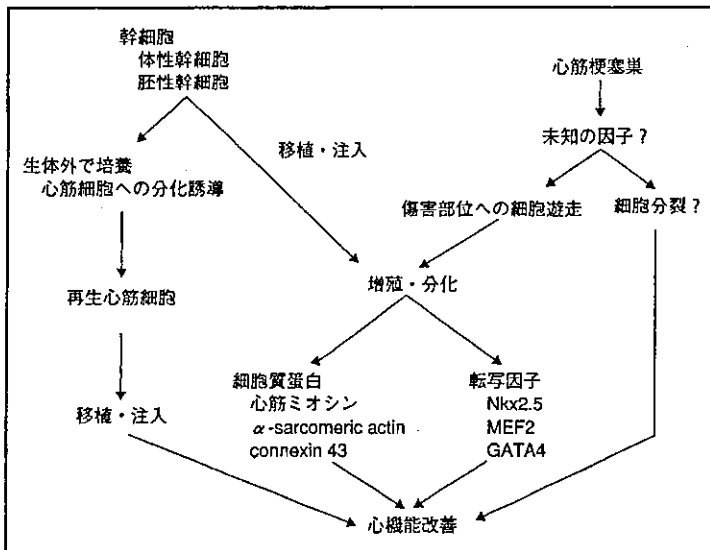 幹細胞
体性幹細胞
胚性幹細胞
心筋梗塞巣
未知の因子?
移植・注入
生体外で培養
心筋細胞への分化誘導
傷害部位への細胞遊走
細胞分裂?
増殖・分化
再生心筋細胞
細胞質蛋白
心筋ミオシン
α-sarcomeric actin
connexin 43
転写因子
Nkx2.5
MEF2
GATA4
移植・注入
心機能改善